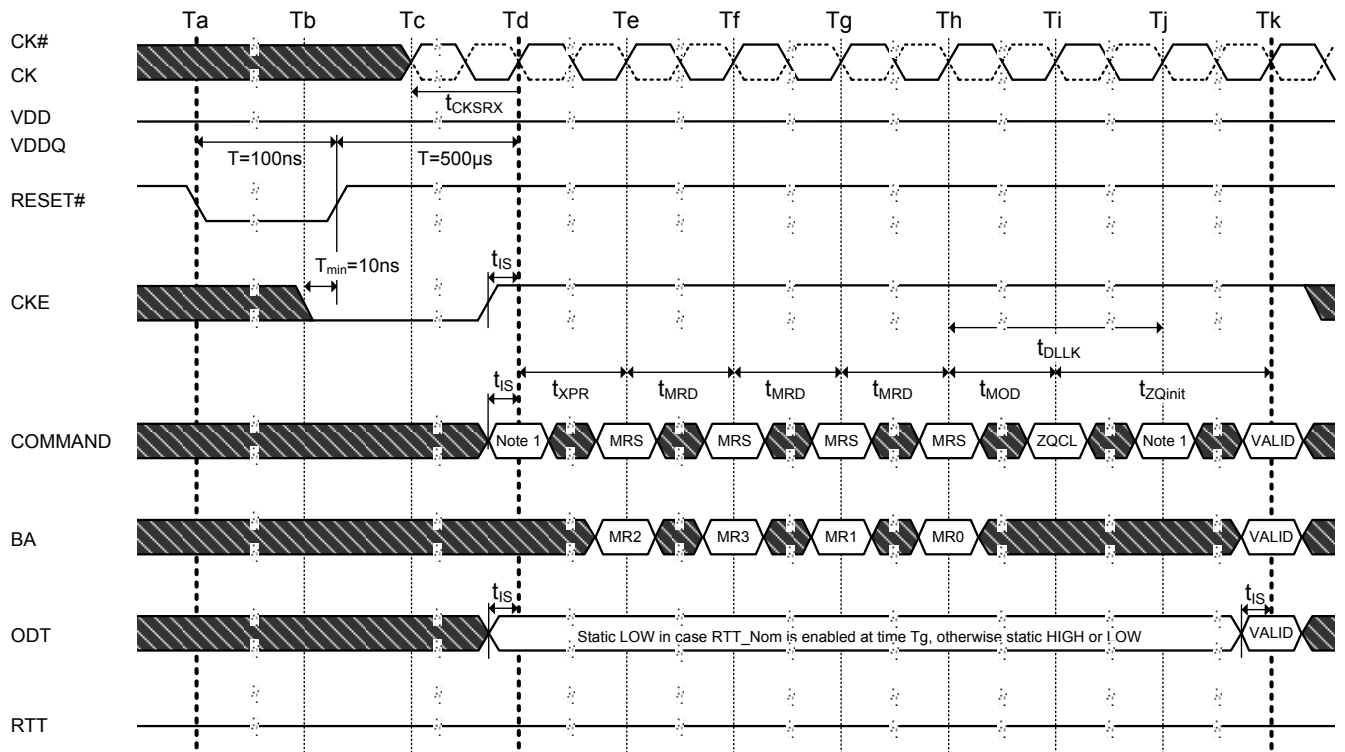 Ta Tb Tc Td Te Tf Tg Th Ti Tj Tk
CK#
CK
tCKSRX
VDD
VDDQ
T=100ns T=500µs
RESET#
Tmin=10ns tIS
CKE
tDLLK
tIS tXPR tMRD tMRD tMRD tMOD tZQinit
COMMAND Note 1 MRS MRS MRS MRS ZQCL Note 1 VALID
BA MR2 MR3 MR1 MR0 VALID
tIS tIS
ODT Static LOW in case RTT_Nom is enabled at time Tg, otherwise static HIGH or LOW VALID
RTT